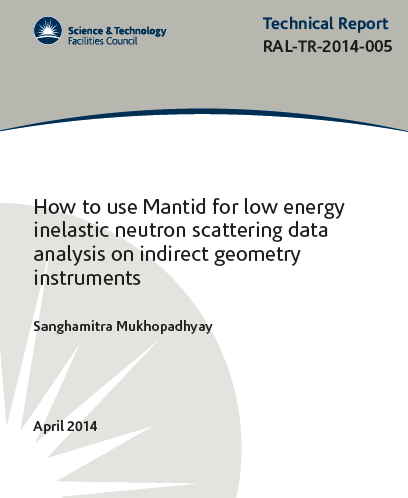 Science & Technology
Facilities Council
Technical Report
RAL-TR-2014-005
How to use Mantid for low energy
inelastic neutron scattering data
analysis on indirect geometry
instruments
Sanghamitra Mukhopadhyay
April 2014